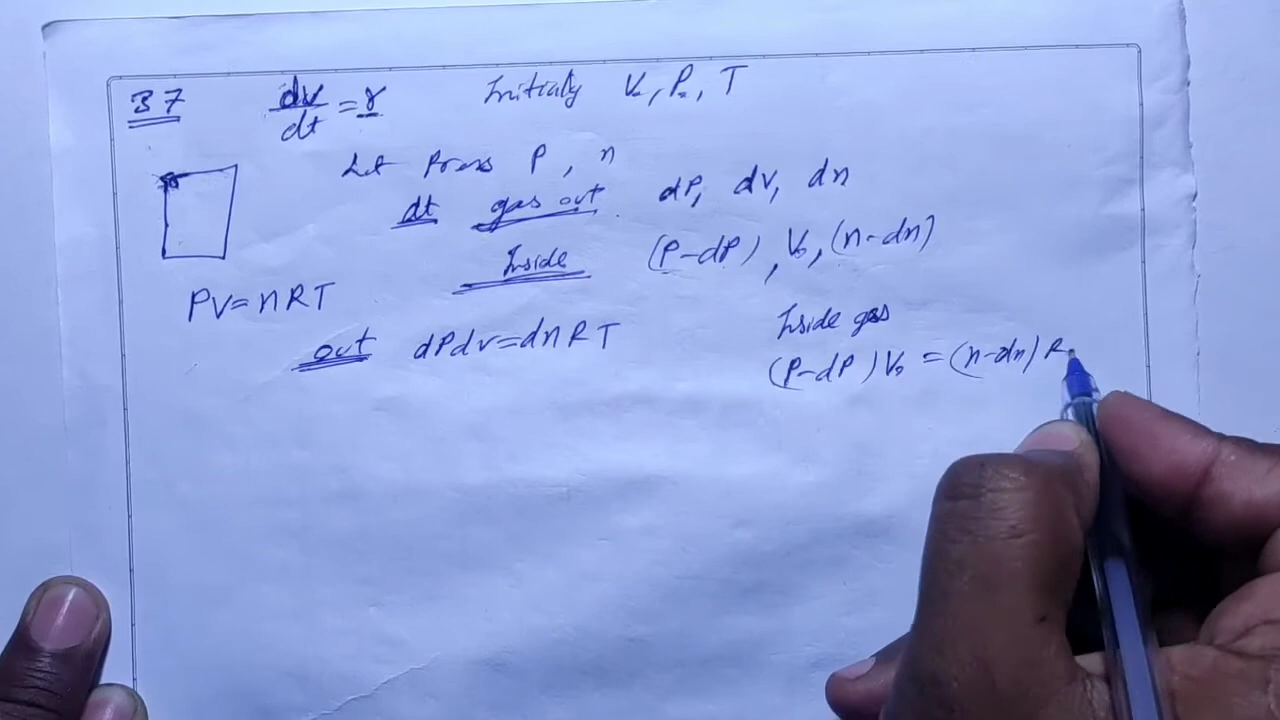 37 dv/dt = r Initialy V₀, P₀, T
Let Press P, n
dt gas out dP, dV, dn
Inside (P-dP), V₀, (n-dn)
PV=nRT
Inside gas
out dPdv=dnRT
(P-dP) V₀ = (n-dn) R